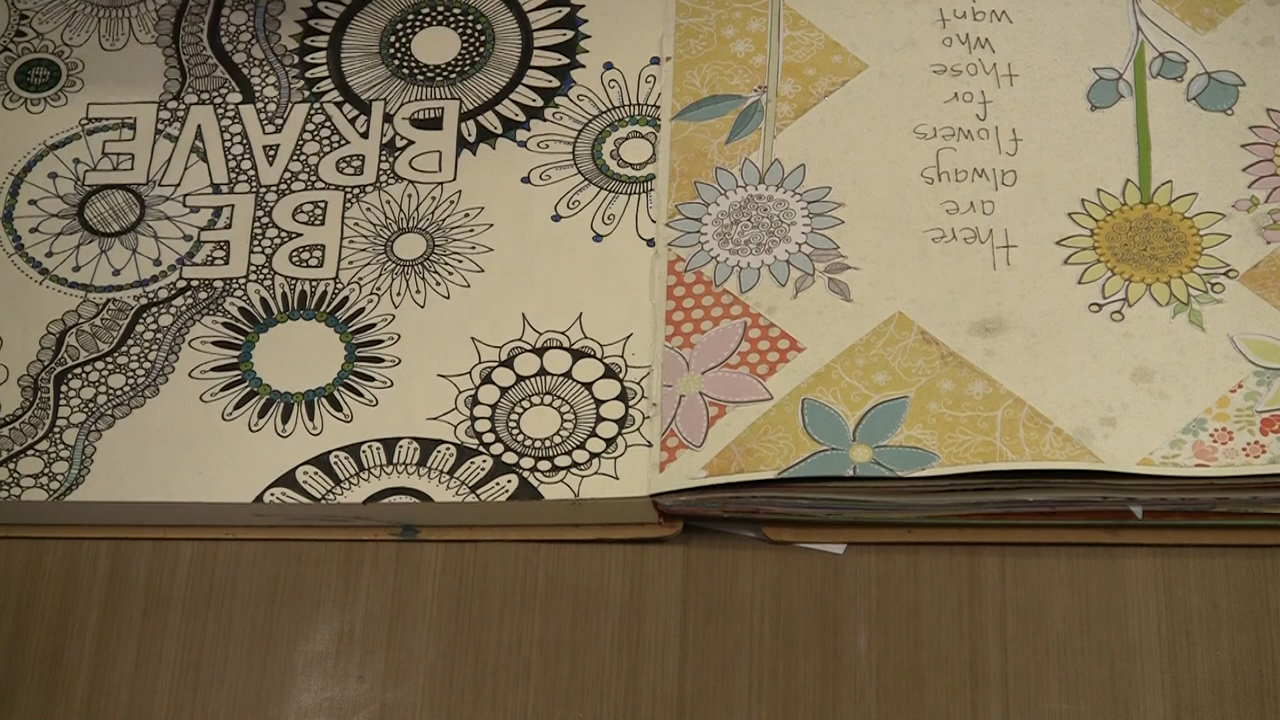 BE
BRAVE
there
are
always
flowers
for
those
who
want